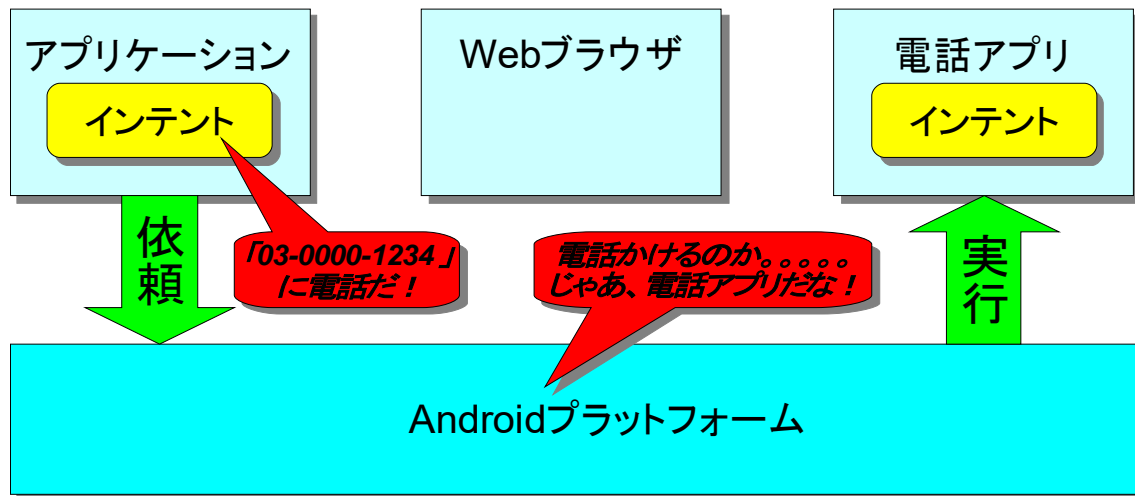 アプリケーション
インテント
Webブラウザ
電話アプリ
インテント
依頼
「03-0000-1234」
に電話だ！
電話かけるのか。。。。。
じゃあ、電話アプリだな！
実行
Androidプラットフォーム